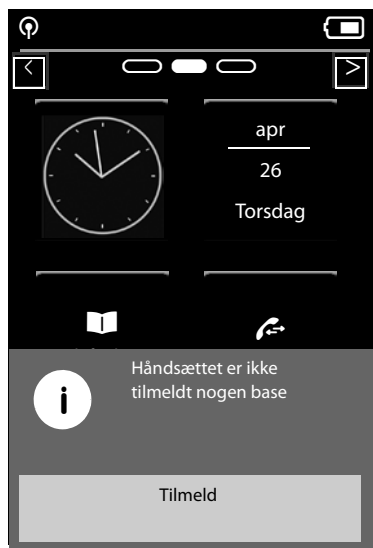 <
>
apr
26
Torsdag
i
Håndsættet er ikke
tilmeldt nogen base
Tilmeld